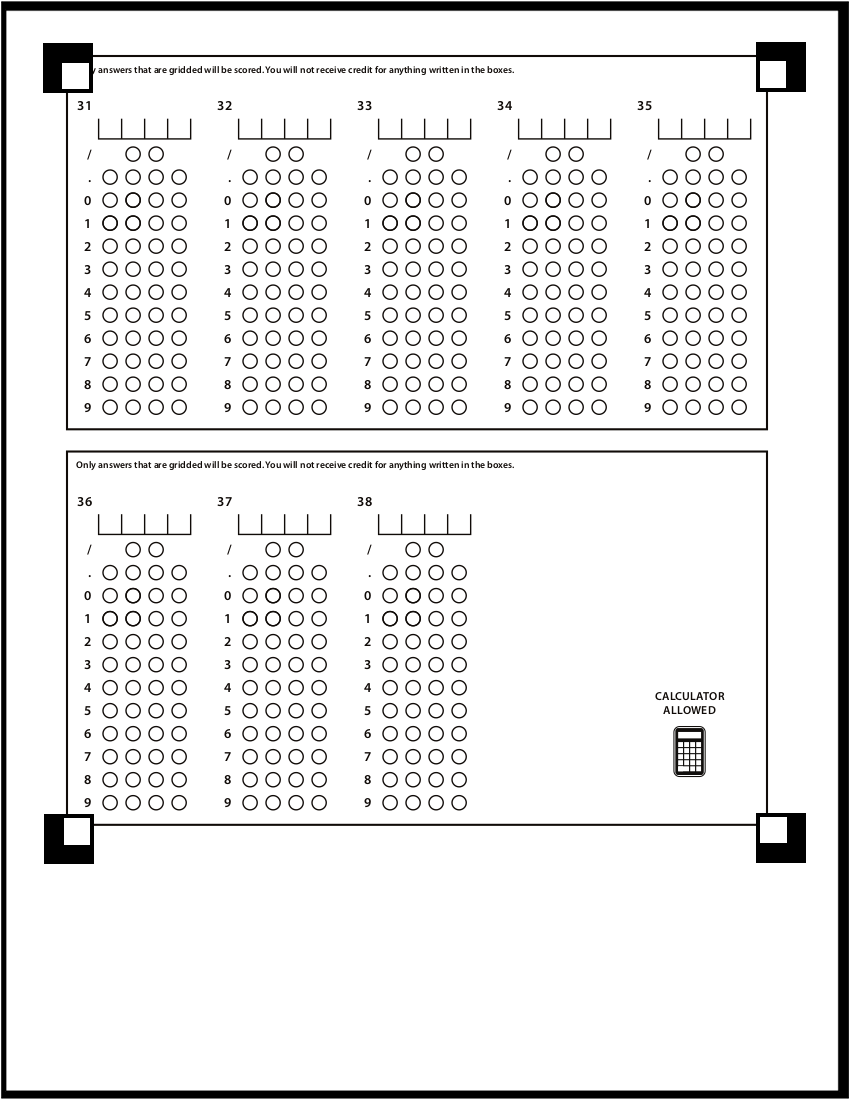 y answers that are gridded will be scored. You will not receive credit for anything written in the boxes.
31 32 33 34 35
/ / / / /
. . . . .
0 0 0 0 0
1 1 1 1 1
2 2 2 2 2
3 3 3 3 3
4 4 4 4 4
5 5 5 5 5
6 6 6 6 6
7 7 7 7 7
8 8 8 8 8
9 9 9 9 9
Only answers that are gridded will be scored. You will not receive credit for anything written in the boxes.
36 37 38
/ / /
. . .
0 0 0
1 1 1
2 2 2
3 3 3
4 4 4
5 5 5
6 6 6
7 7 7
8 8 8
9 9 9
CALCULATOR
ALLOWED